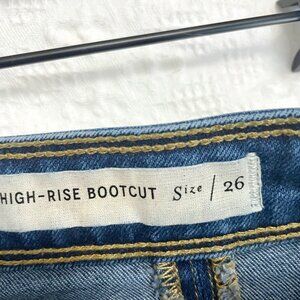 HIGH-RISE BOOTCUT Size / 26